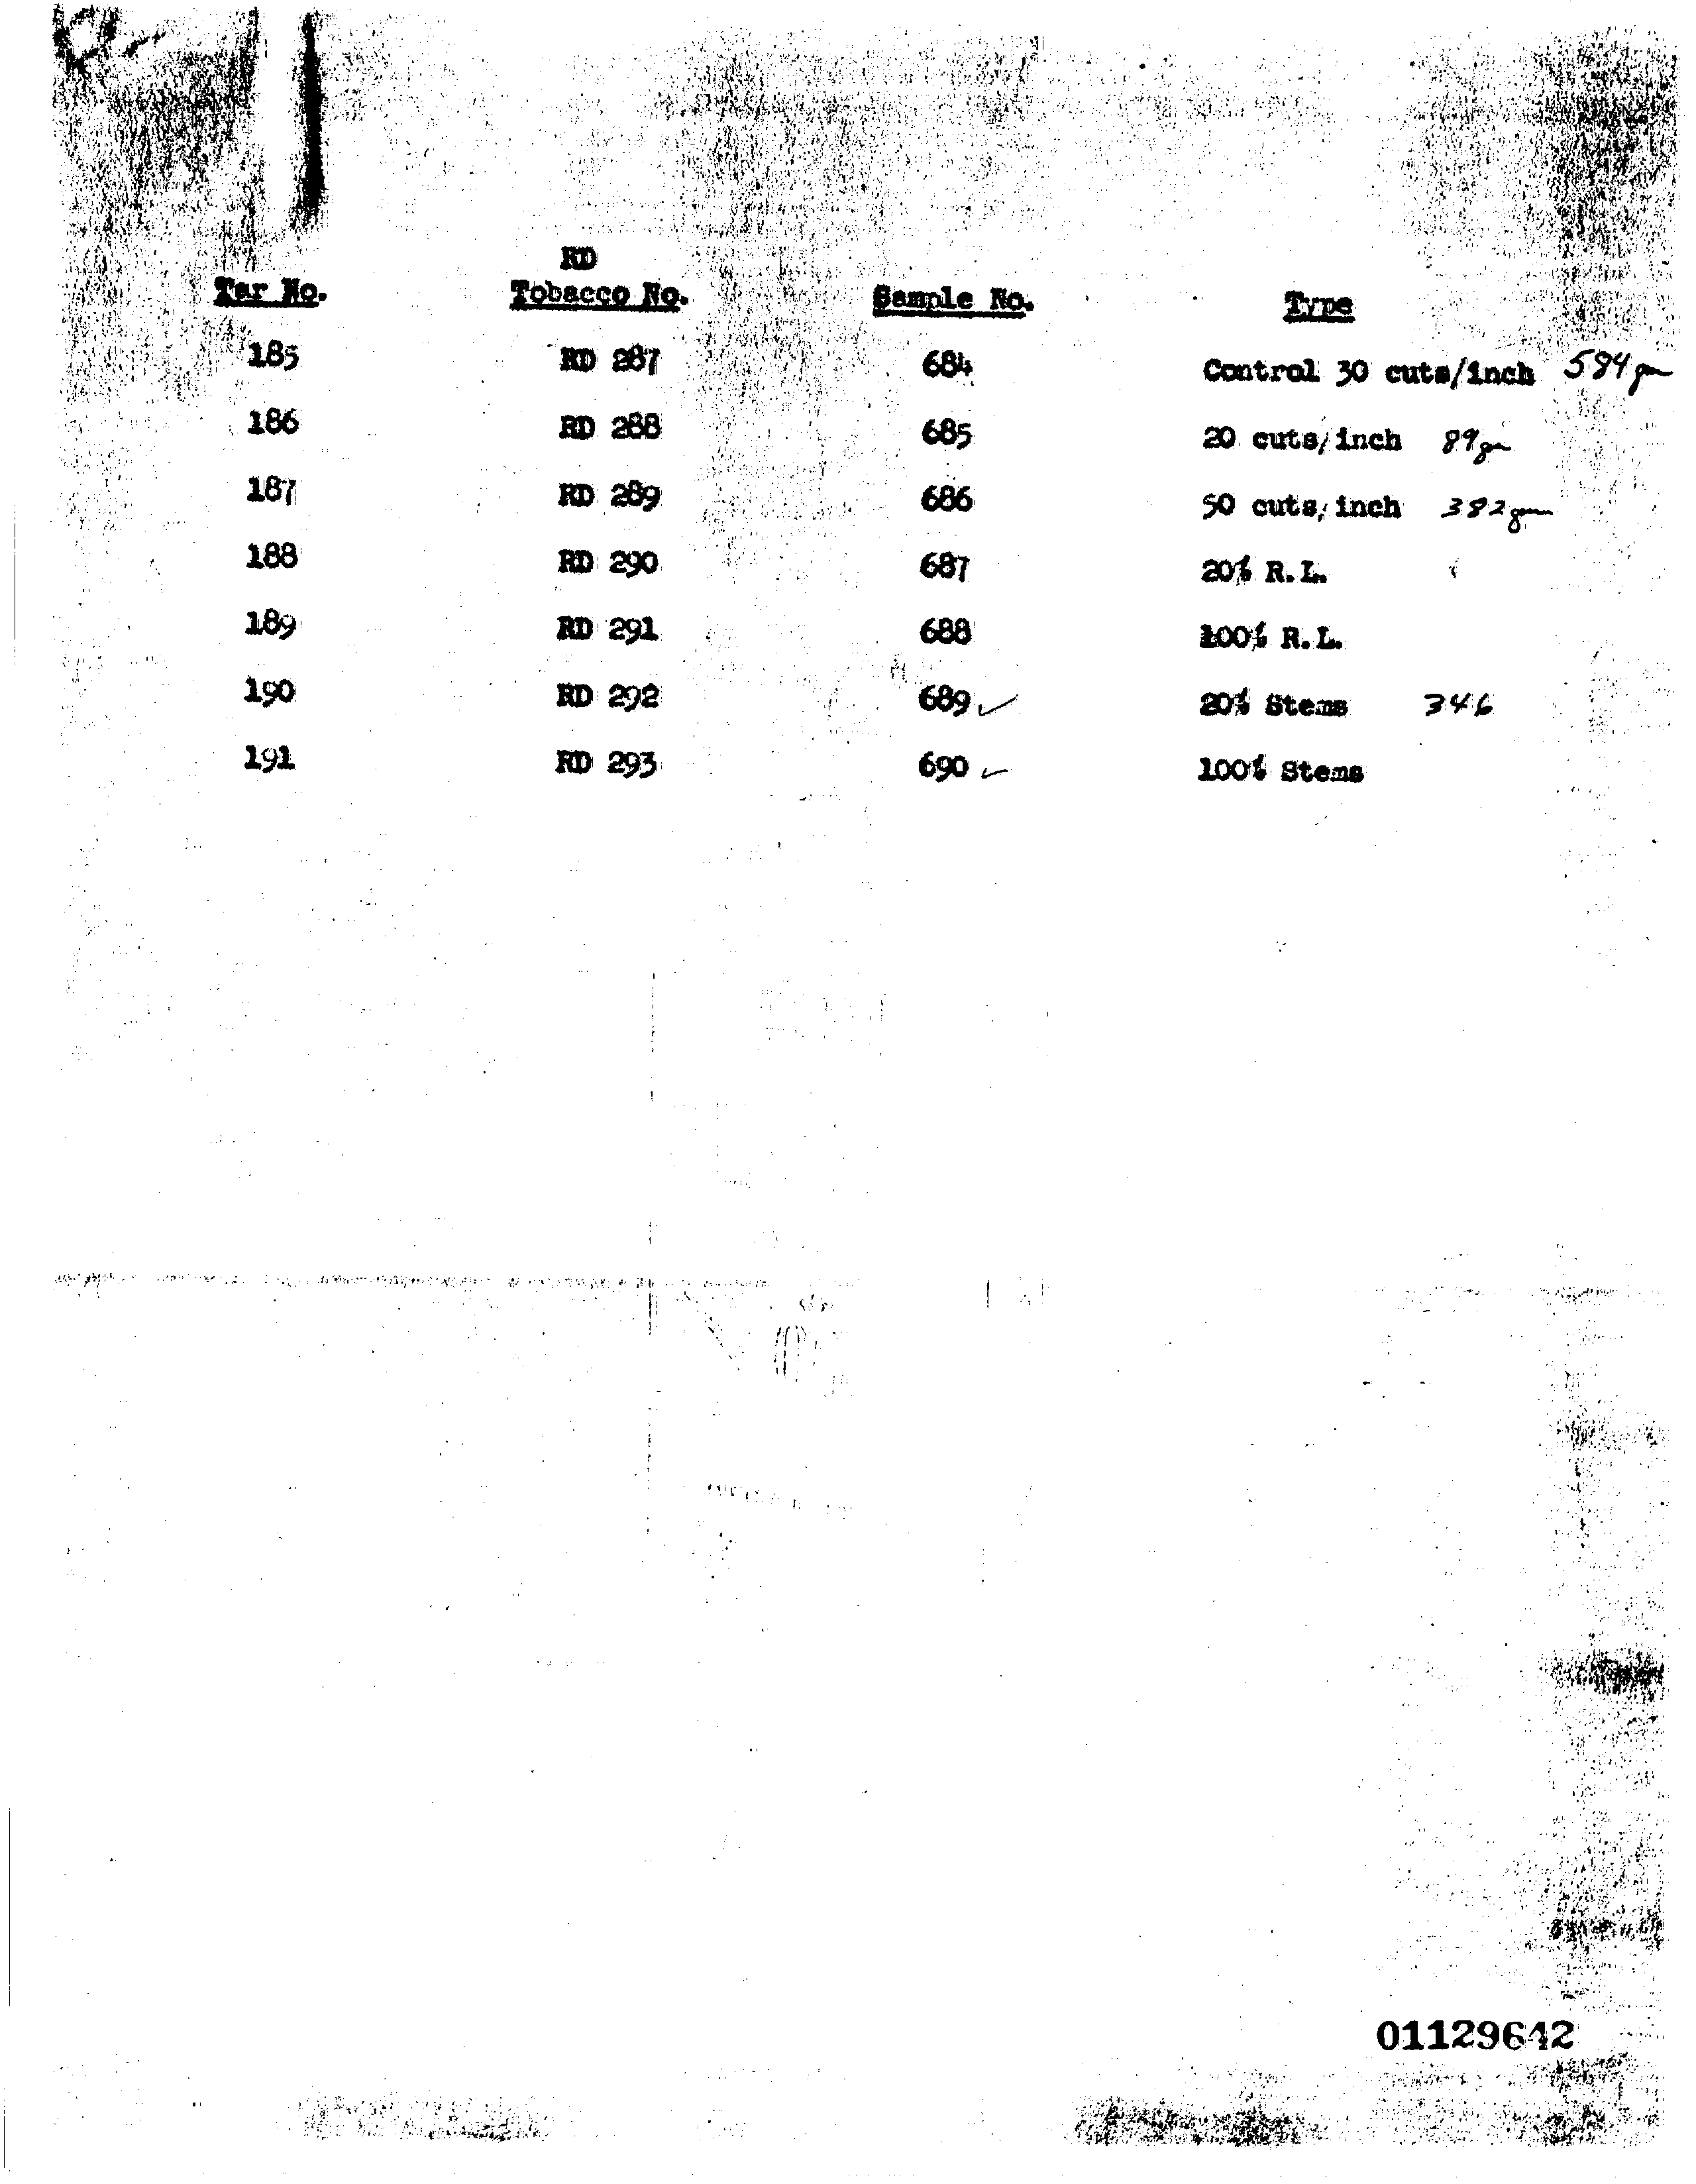 RD
Tar No. Tobacco No. Sample No. Type
185 RD 287 684 Control 30 cuts/inch 594 gm
186 RD 288 685 20 cuts/inch 89 gm
187 RD 289 686 50 cuts/inch 382 gm
188 RD 290 687 20% R.L.
189 RD 291 688 100% R.L.
190 RD 292 689 ✓ 20% Stems 346
191 RD 293 690 ✓ 100% Stems
01129642